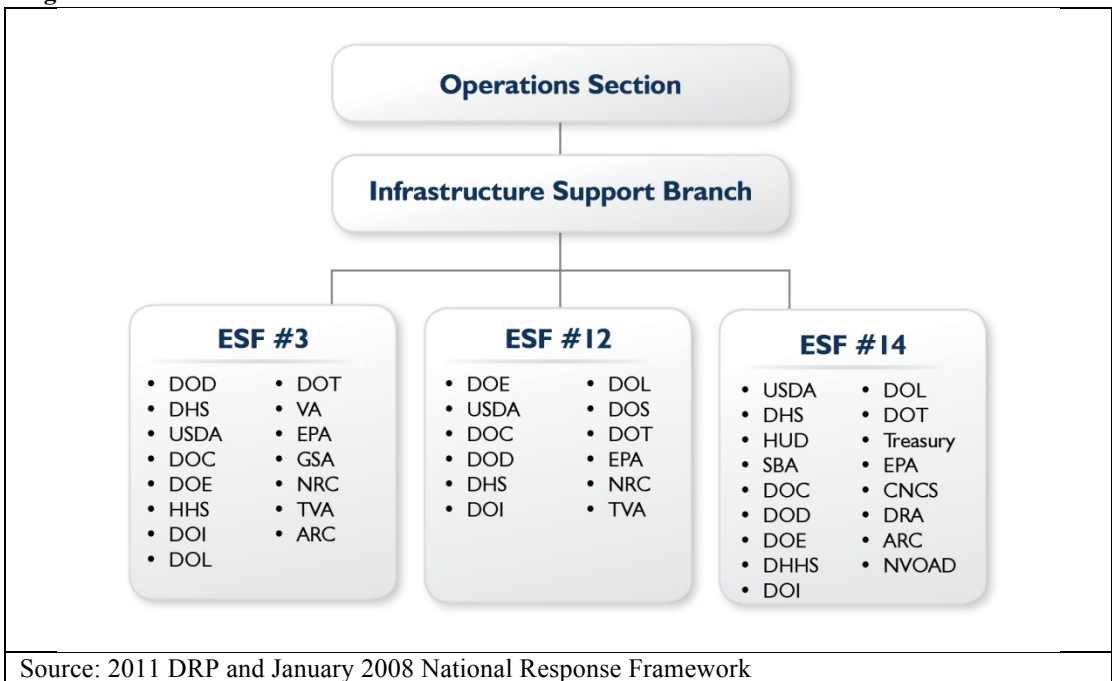 Operations Section
Infrastructure Support Branch
ESF #3
• DOD
• DHS
• USDA
• DOC
• DOE
• HHS
• DOI
• DOL
• DOT
• VA
• EPA
• GSA
• NRC
• TVA
• ARC
ESF #12
• DOE
• USDA
• DOC
• DOD
• DHS
• DOI
• DOL
• DOS
• DOT
• EPA
• NRC
• TVA
ESF #14
• USDA
• DHS
• HUD
• SBA
• DOC
• DOD
• DOE
• DHHS
• DOI
• DOL
• DOT
• Treasury
• EPA
• CNCS
• DRA
• ARC
• NVOAD
Source: 2011 DRP and January 2008 National Response Framework